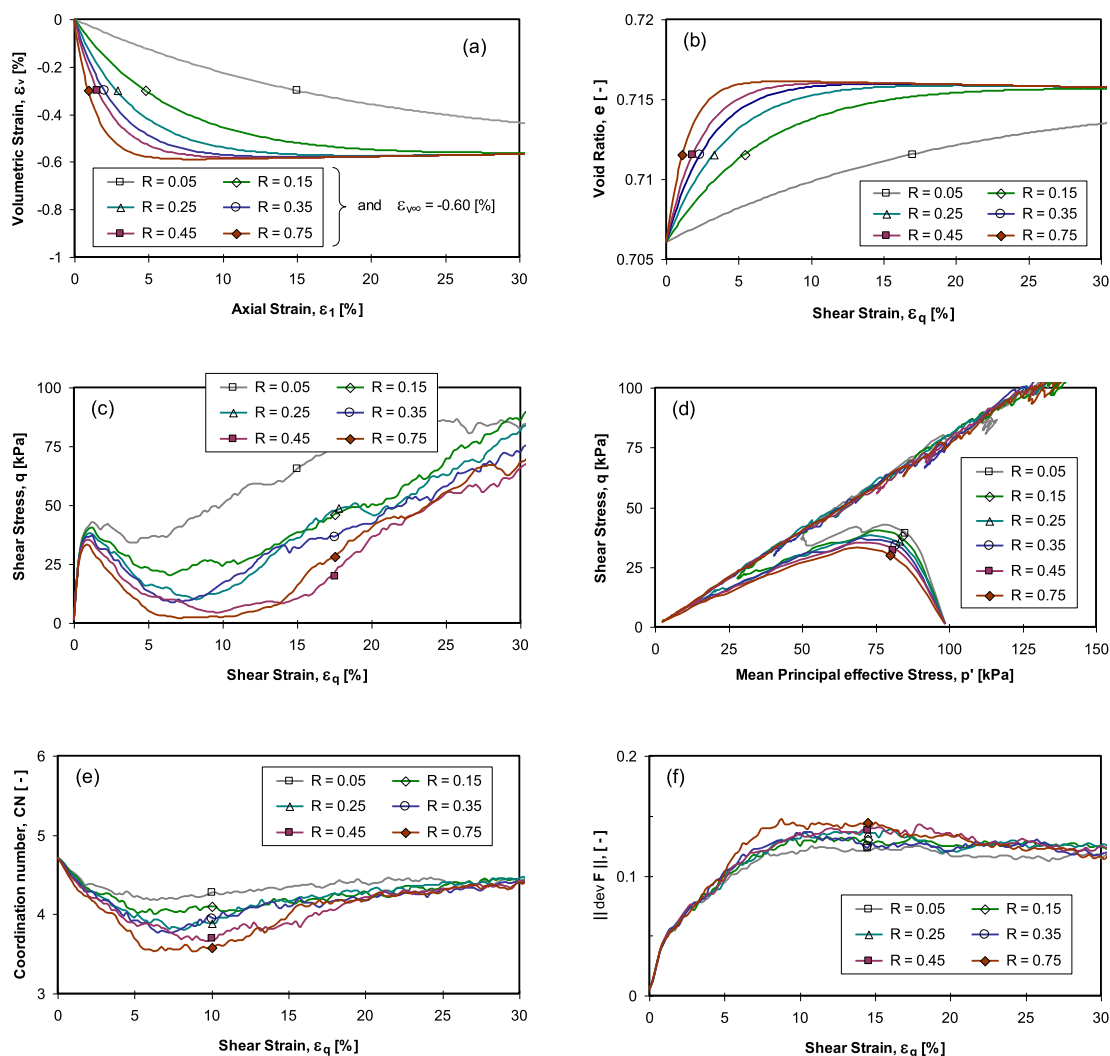 (a)
Volumetric Strain, εv [%]
0
-0.2
-0.4
-0.6
-0.8
-1
R = 0.05 R = 0.15
R = 0.25 R = 0.35
R = 0.45 R = 0.75
and εv∞ = -0.60 [%]
0 5 10 15 20 25 30
Axial Strain, ε1 [%]
(b)
Void Ratio, e [ - ]
0.72
0.715
0.71
0.705
R = 0.05 R = 0.15
R = 0.25 R = 0.35
R = 0.45 R = 0.75
0 5 10 15 20 25 30
Shear Strain, εq [%]
(c)
Shear Stress, q [kPa]
100
75
50
25
0
R = 0.05 R = 0.15
R = 0.25 R = 0.35
R = 0.45 R = 0.75
0 5 10 15 20 25 30
Shear Strain, εq [%]
(d)
Shear Stress, q [kPa]
100
75
50
25
0
R = 0.05
R = 0.15
R = 0.25
R = 0.35
R = 0.45
R = 0.75
0 25 50 75 100 125 150
Mean Principal effective Stress, p' [kPa]
(e)
Coordination number, CN [ - ]
6
5
4
3
R = 0.05 R = 0.15
R = 0.25 R = 0.35
R = 0.45 R = 0.75
0 5 10 15 20 25 30
Shear Strain, εq [%]
(f)
|| dev F ||, [ - ]
0.2
0.1
0
R = 0.05 R = 0.15
R = 0.25 R = 0.35
R = 0.45 R = 0.75
0 5 10 15 20 25 30
Shear Strain, εq [%]